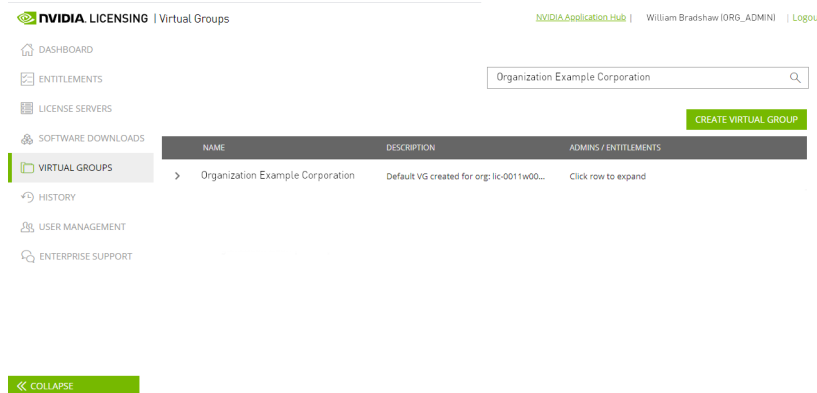 NVIDIA. LICENSING | Virtual Groups
NVIDIA Application Hub | William Bradshaw (ORG_ADMIN) | Logou
DASHBOARD
ENTITLEMENTS
LICENSE SERVERS
SOFTWARE DOWNLOADS
VIRTUAL GROUPS
HISTORY
USER MANAGEMENT
ENTERPRISE SUPPORT
COLLAPSE
Organization Example Corporation
CREATE VIRTUAL GROUP
NAME DESCRIPTION ADMINS / ENTITLEMENTS
Organization Example Corporation Default VG created for org: lic-0011w00... Click row to expand